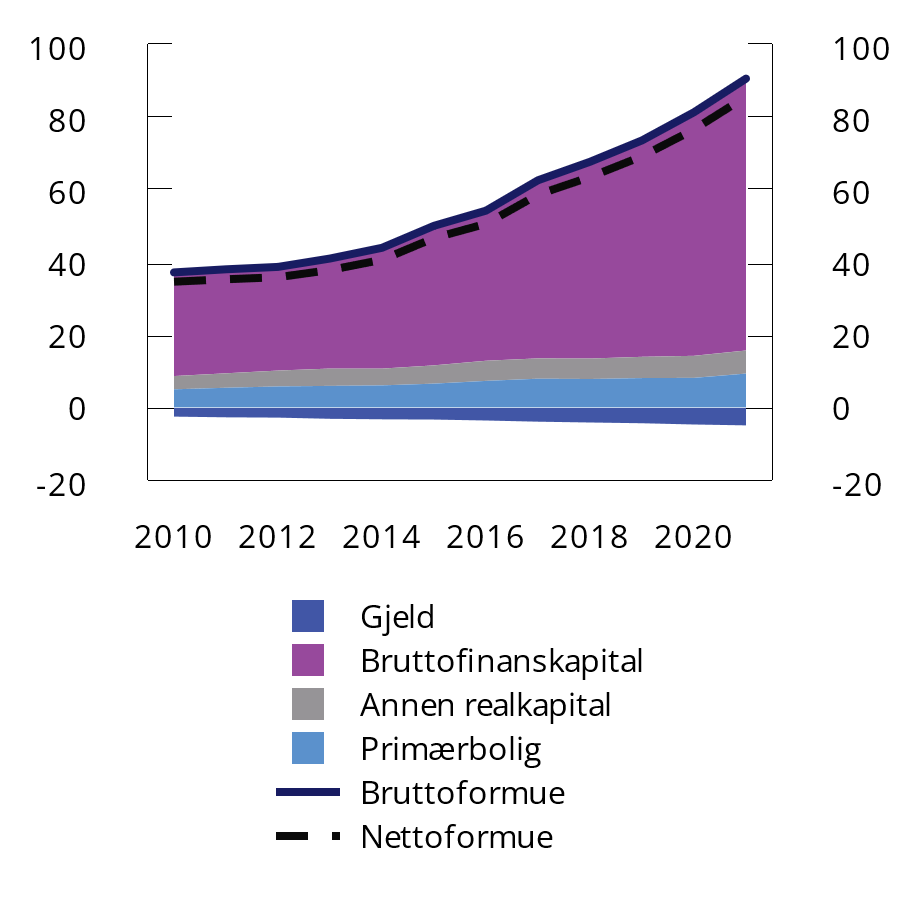 100 100
80 80
60 60
40 40
20 20
0 0
-20 -20
2010 2012 2014 2016 2018 2020
Gjeld
Bruttofinanskapital
Annen realkapital
Primærbolig
Bruttoformue
Nettoformue